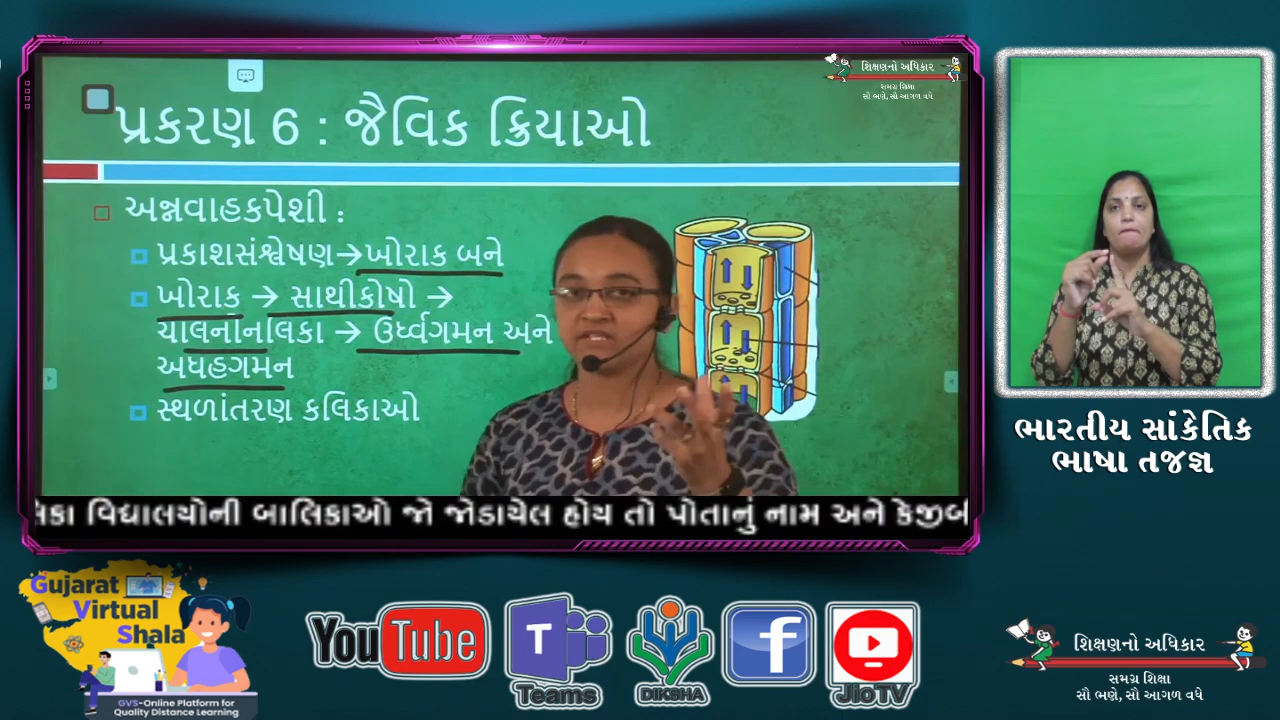 શિક્ષણનો અધિકાર
સમગ્ર શિક્ષા
સૌ ભણે, સૌ આગળ વધે
પ્રકરણ 6 : જૈવિક ક્રિયાઓ
અન્નવાહકપેશી :
પ્રકાશસંશ્વેષણ→ખોરાક બને
ખોરાક → સાથીકોષો →
ચાલનીનલિકા → ઉર્ધ્વગમન અને
અધહગમન
સ્થળાંતરણ કલિકાઓ
વિદ્યાલયોની બાલિકાઓ જો જોડાયેલ હોય તો પોતાનું નામ અને
ભારતીય સાંકેતિક
ભાષા તજજ્ઞ
Gujarat
Virtual
Shala
GVS-Online Platform for
Quality Distance Learning
YouTube
T
Teams
DIKSHA
f
JioTV
શિક્ષણનો અધિકાર
સમગ્ર શિક્ષા
સૌ ભણે, સૌ આગળ વધે